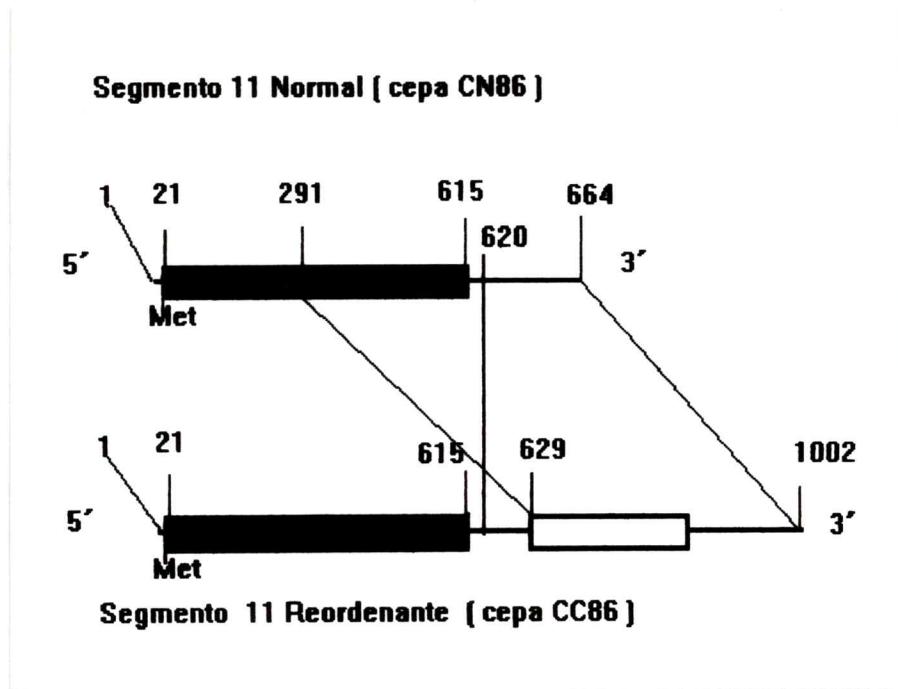 Segmento 11 Normal ( cepa CN86 )
1 21 291 615 664
620
5´ 3´
Met
1 21 615 629 1002
5´ 3´
Met
Segmento 11 Reordenante ( cepa CC86 )